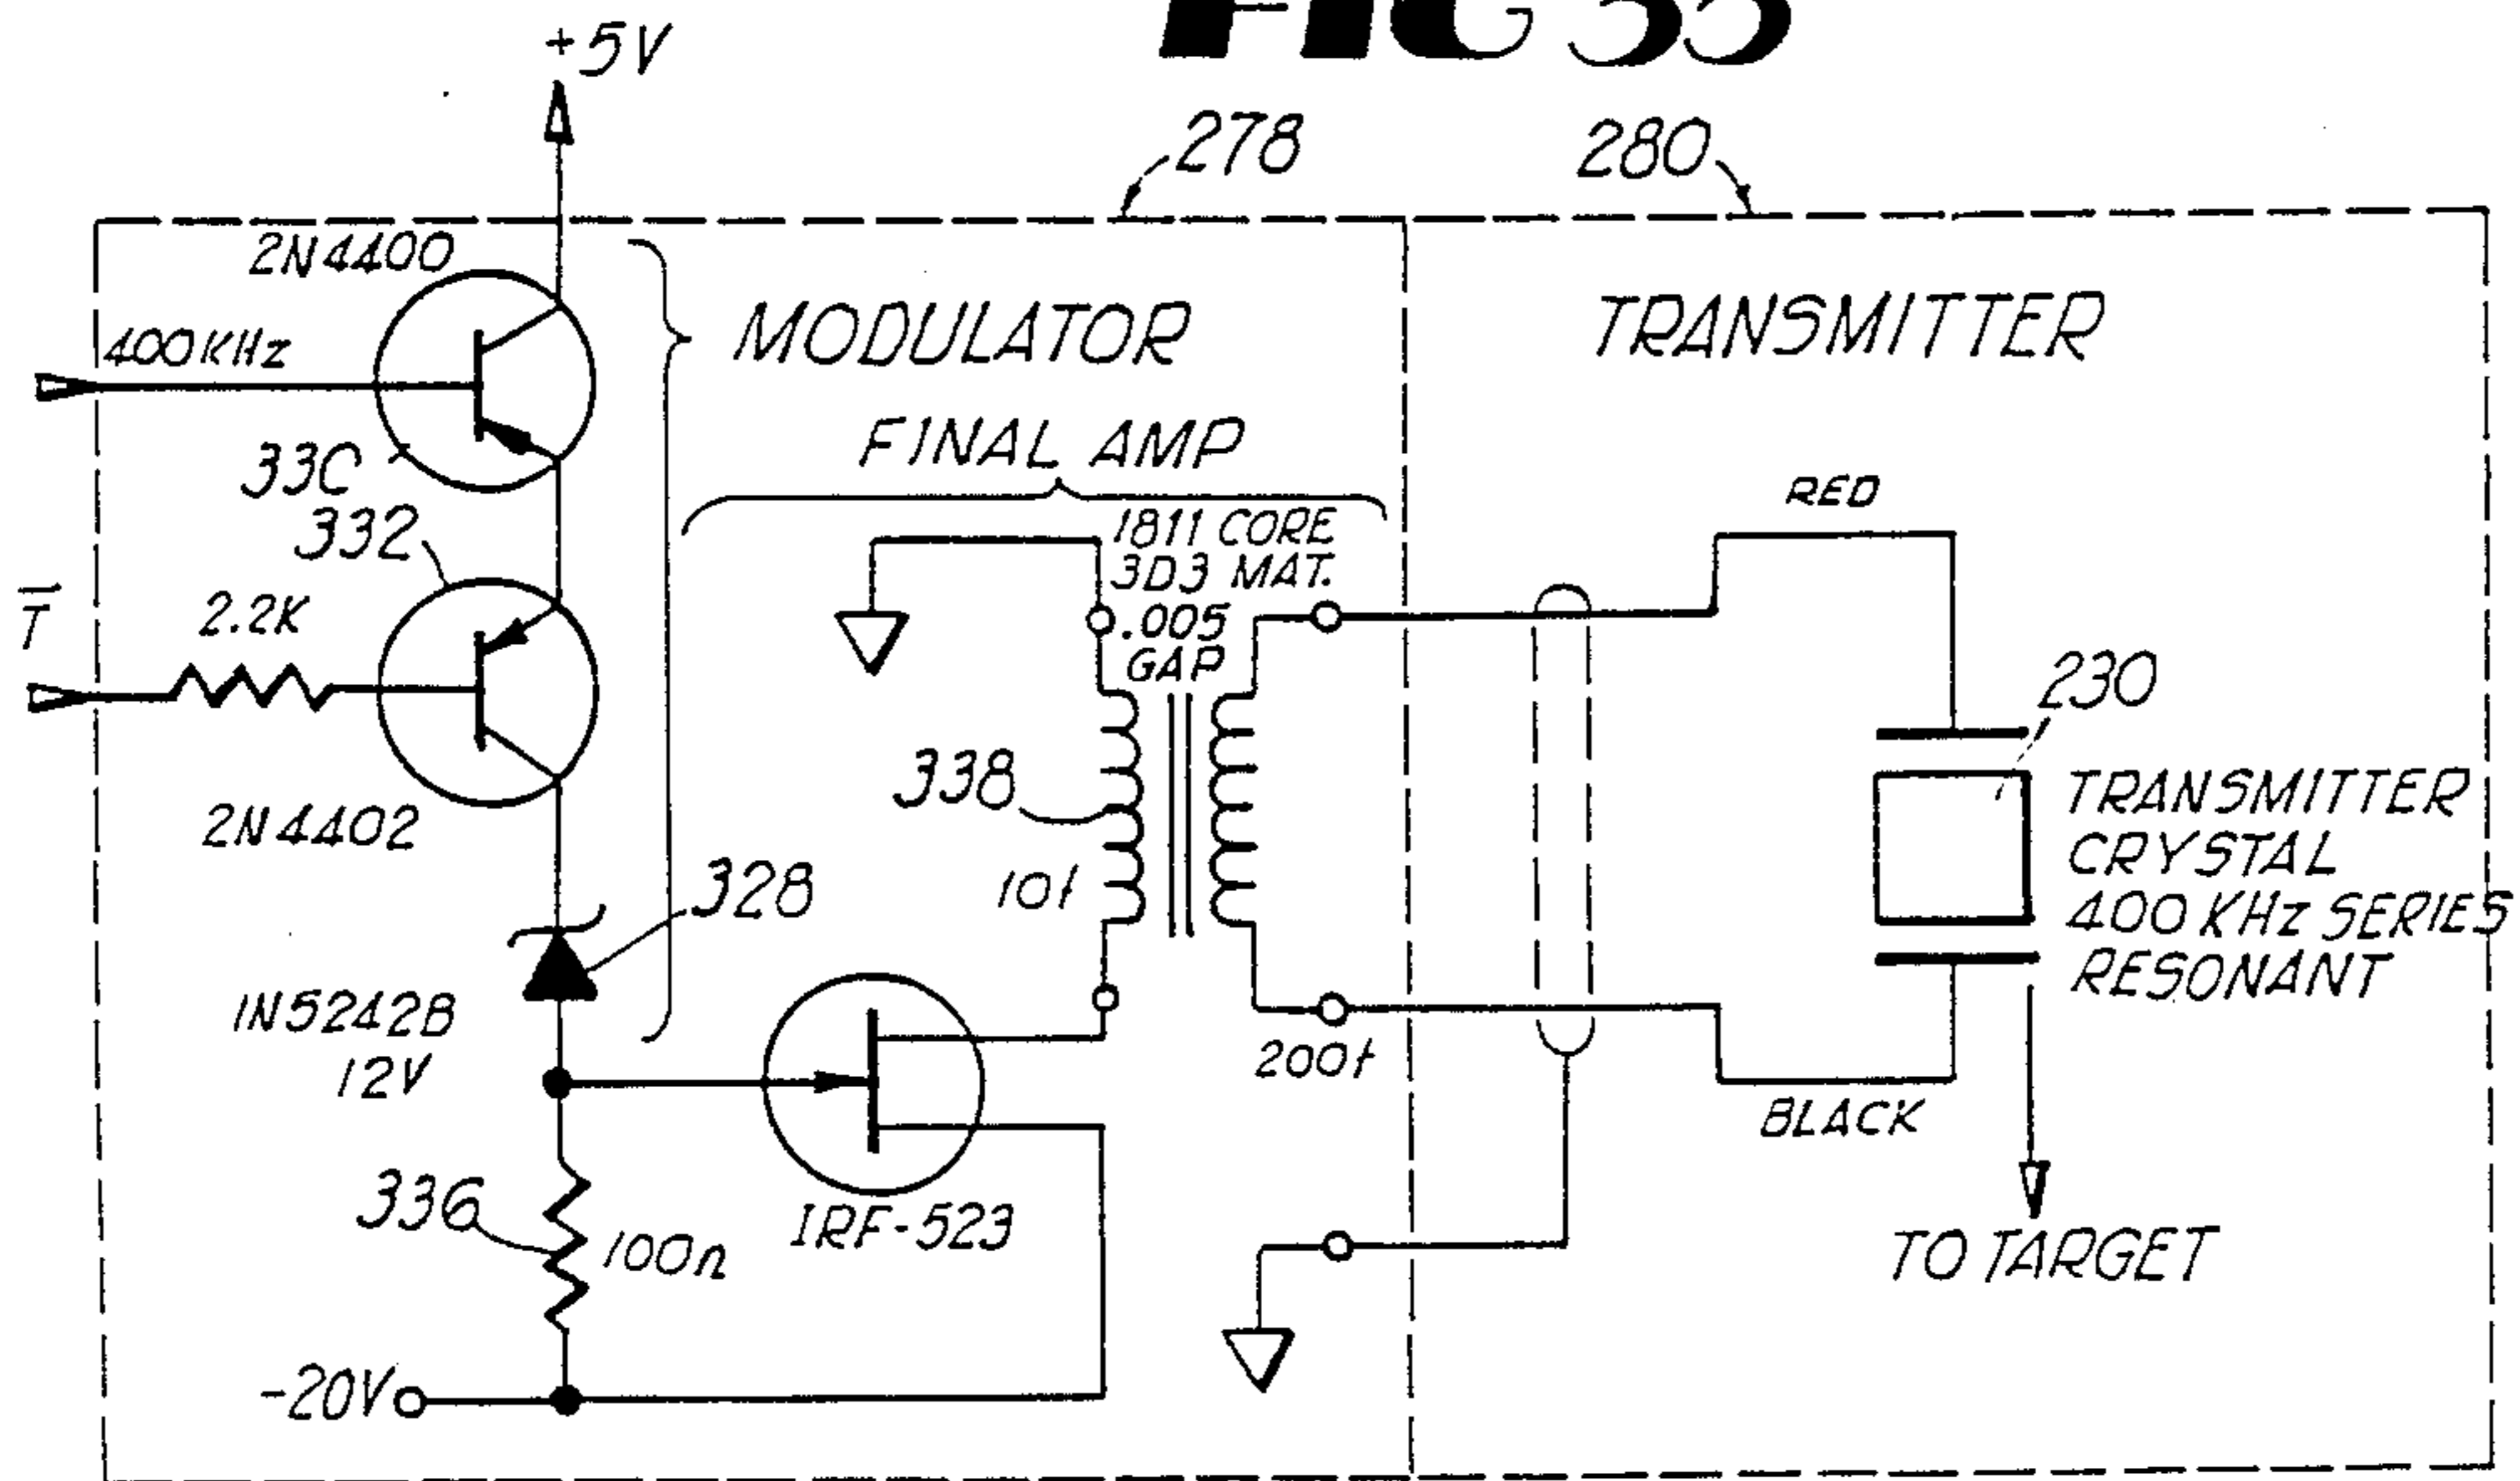 FIG 33
+5V
278
280
2N4400
400KHz
MODULATOR
TRANSMITTER
FINAL AMP
33C
332
1811 CORE
3D3 MAT.
.005
GAP
RED
T̅
2.2K
230
338
TRANSMITTER
CRYSTAL
400 KHz SERIES
RESONANT
2N4402
328
10t
1N5242B
12V
200t
BLACK
336
100Ω
IRF-523
TO TARGET
-20V